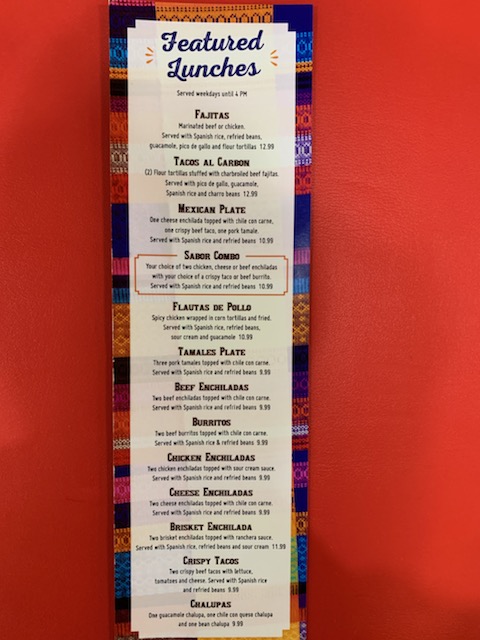 Featured
Lunches
Served weekdays until 4 PM
Fajitas
Marinated beef or chicken.
Served with Spanish rice, refried beans,
guacamole, pico de gallo and flour tortillas 12.99
Tacos al Carbon
(2) Flour tortillas stuffed with charbroiled beef fajitas.
Served with pico de gallo, guacamole,
Spanish rice and charro beans 12.99
Mexican Plate
One cheese enchilada topped with chile con carne,
one crispy beef taco, one pork tamale.
Served with Spanish rice and refried beans 10.99
Sabor Combo
Your choice of two chicken, cheese or beef enchiladas
with your choice of a crispy taco or beef burrito.
Served with Spanish rice and refried beans 10.99
Flautas de Pollo
Spicy chicken wrapped in corn tortillas and fried.
Served with Spanish rice, refried beans,
sour cream and guacamole 10.99
Tamales Plate
Three pork tamales topped with chile con carne.
Served with Spanish rice and refried beans 9.99
Beef Enchiladas
Two beef enchiladas topped with chile con carne.
Served with Spanish rice and refried beans 9.99
Burritos
Two beef burritos topped with chile con carne.
Served with Spanish rice & refried beans 9.99
Chicken Enchiladas
Two chicken enchiladas topped with sour cream sauce.
Served with Spanish rice and refried beans 9.99
Cheese Enchiladas
Two cheese enchiladas topped with chile con carne.
Served with Spanish rice and refried beans 9.99
Brisket Enchilada
Two brisket enchiladas topped with ranchera sauce.
Served with Spanish rice, refried beans and sour cream 11.99
Crispy Tacos
Two crispy beef tacos with lettuce,
tomatoes and cheese. Served with Spanish rice
and refried beans 9.99
Chalupas
One guacamole chalupa, one chile con queso chalupa
and one bean chalupa 9.99